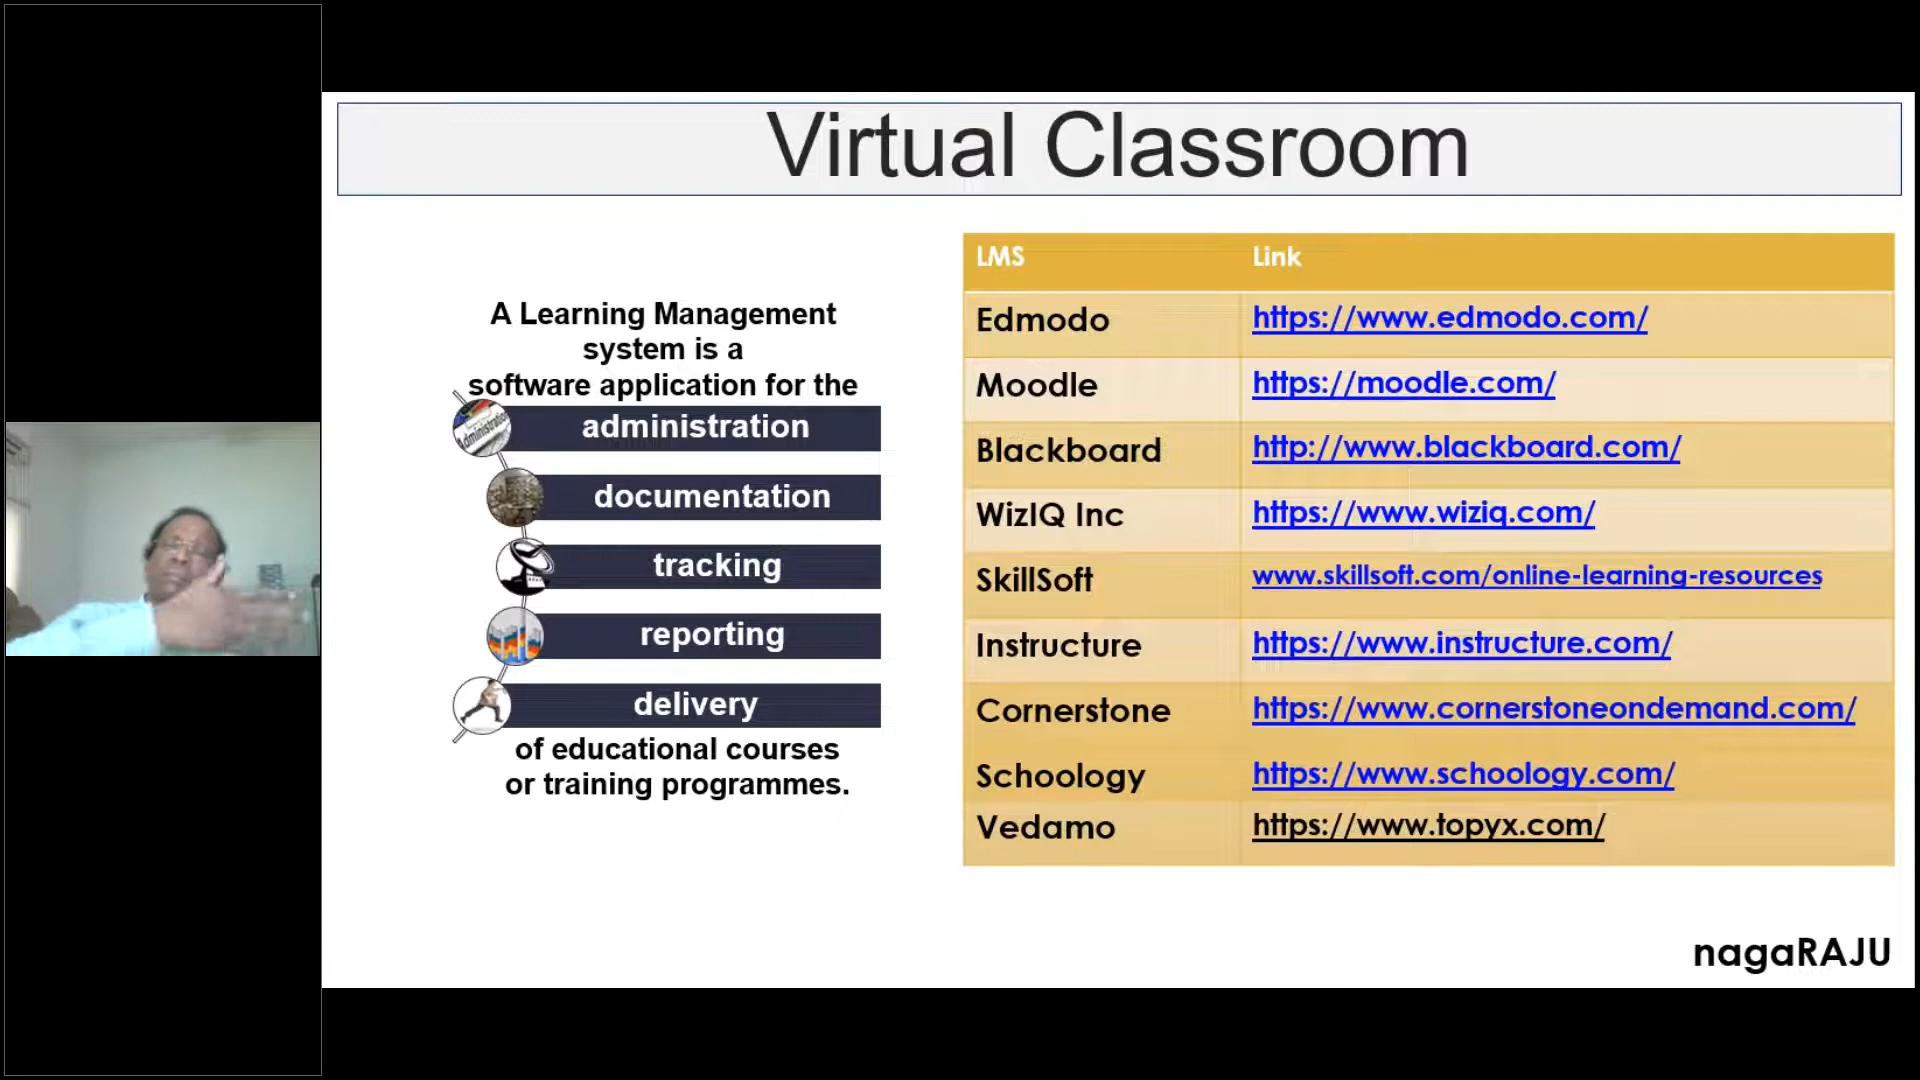 Virtual Classroom
A Learning Management
system is a
software application for the
administration
documentation
tracking
reporting
delivery
of educational courses
or training programmes.
LMS Link
Edmodo https://www.edmodo.com/
Moodle https://moodle.com/
Blackboard http://www.blackboard.com/
WizIQ Inc https://www.wiziq.com/
SkillSoft www.skillsoft.com/online-learning-resources
Instructure https://www.instructure.com/
Cornerstone https://www.cornerstoneondemand.com/
Schoology https://www.schoology.com/
Vedamo https://www.topyx.com/
nagaRAJU